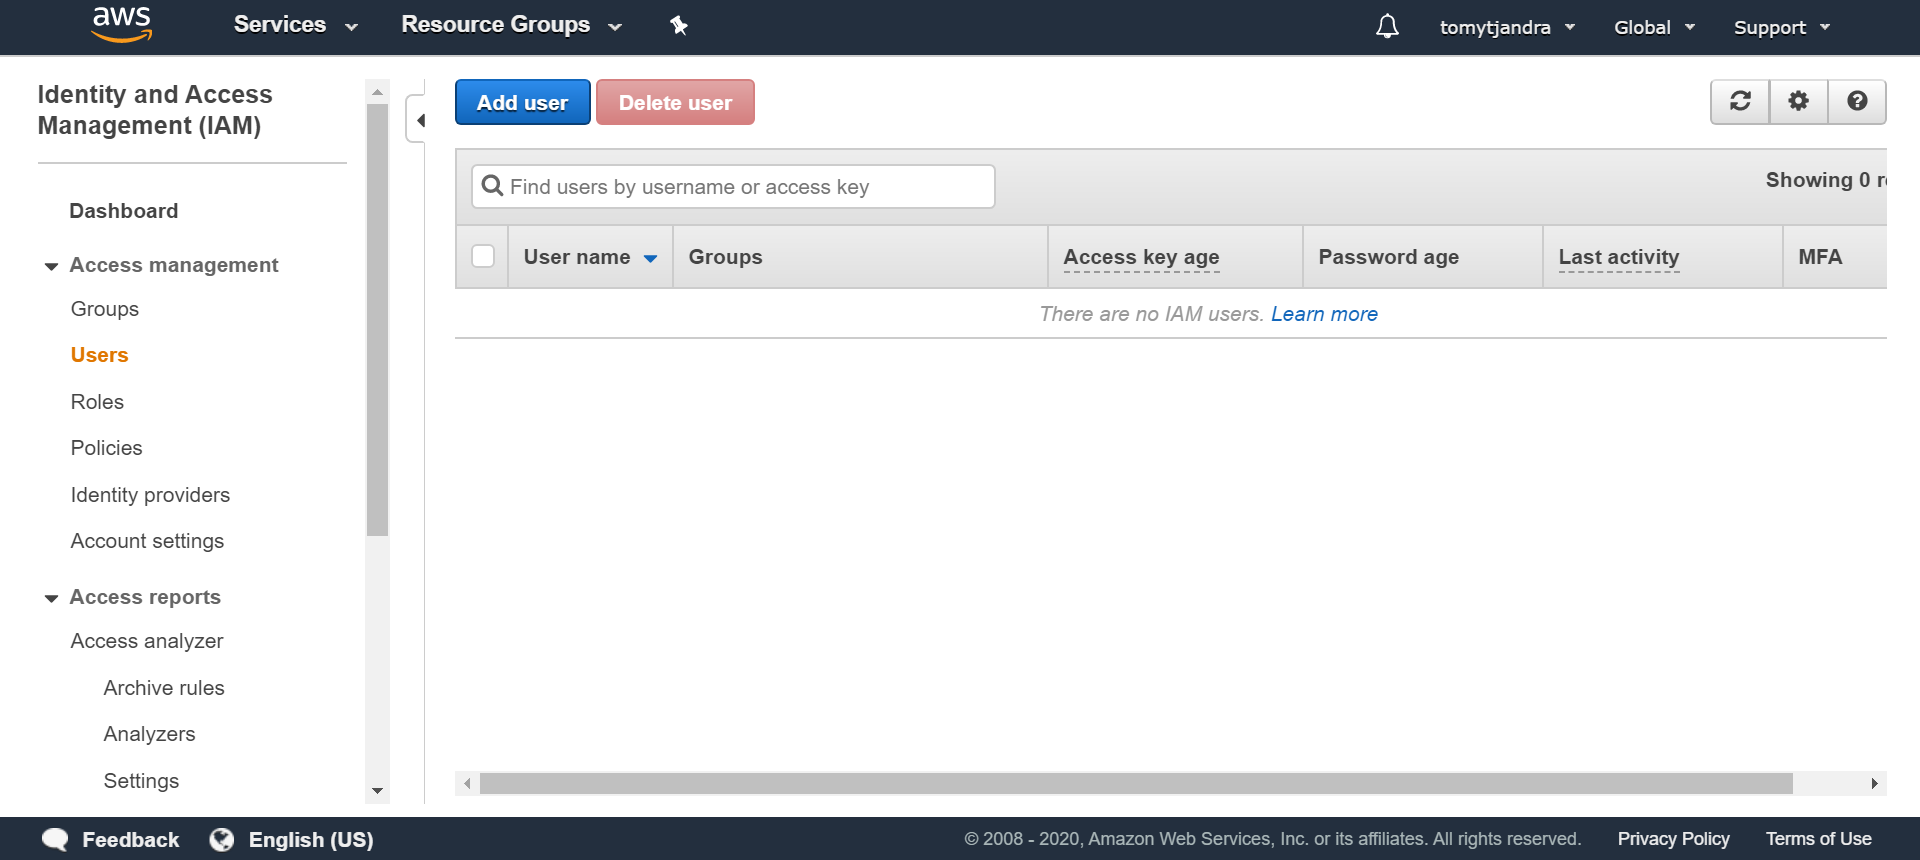 aws
Services
Resource Groups
tomytjandra
Global
Support
Identity and Access
Management (IAM)
Dashboard
Access management
Groups
Users
Roles
Policies
Identity providers
Account settings
Access reports
Access analyzer
Archive rules
Analyzers
Settings
Add user
Delete user
Find users by username or access key
Showing 0 re
User name
Groups
Access key age
Password age
Last activity
MFA
There are no IAM users. Learn more
Feedback
English (US)
© 2008 - 2020, Amazon Web Services, Inc. or its affiliates. All rights reserved.
Privacy Policy
Terms of Use